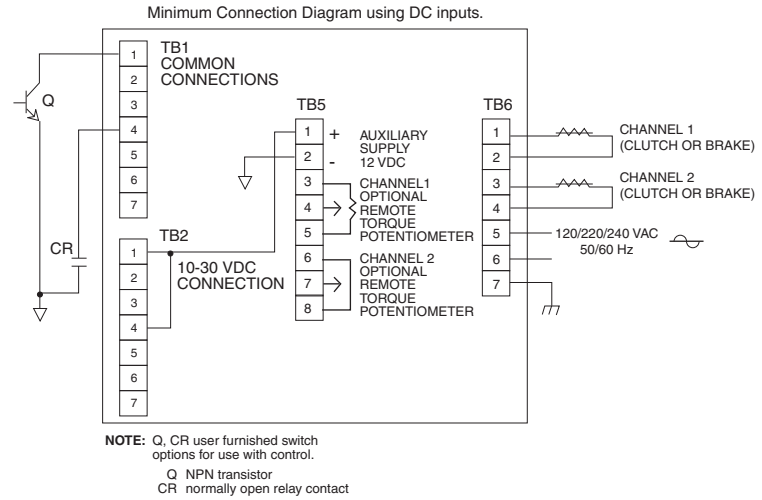 Minimum Connection Diagram using DC inputs.
TB1
COMMON
CONNECTIONS
1
2
3
4
5
6
7
Q
CR
TB2
10-30 VDC
CONNECTION
1
2
3
4
5
6
7
TB5
1
2
3
4
5
6
7
8
+
-
AUXILIARY
SUPPLY
12 VDC
CHANNEL1
OPTIONAL
REMOTE
TORQUE
POTENTIOMETER
CHANNEL 2
OPTIONAL
REMOTE
TORQUE
POTENTIOMETER
TB6
1
2
3
4
5
6
7
CHANNEL 1
(CLUTCH OR BRAKE)
CHANNEL 2
(CLUTCH OR BRAKE)
120/220/240 VAC
50/60 Hz
NOTE: Q, CR user furnished switch
options for use with control.
Q NPN transistor
CR normally open relay contact